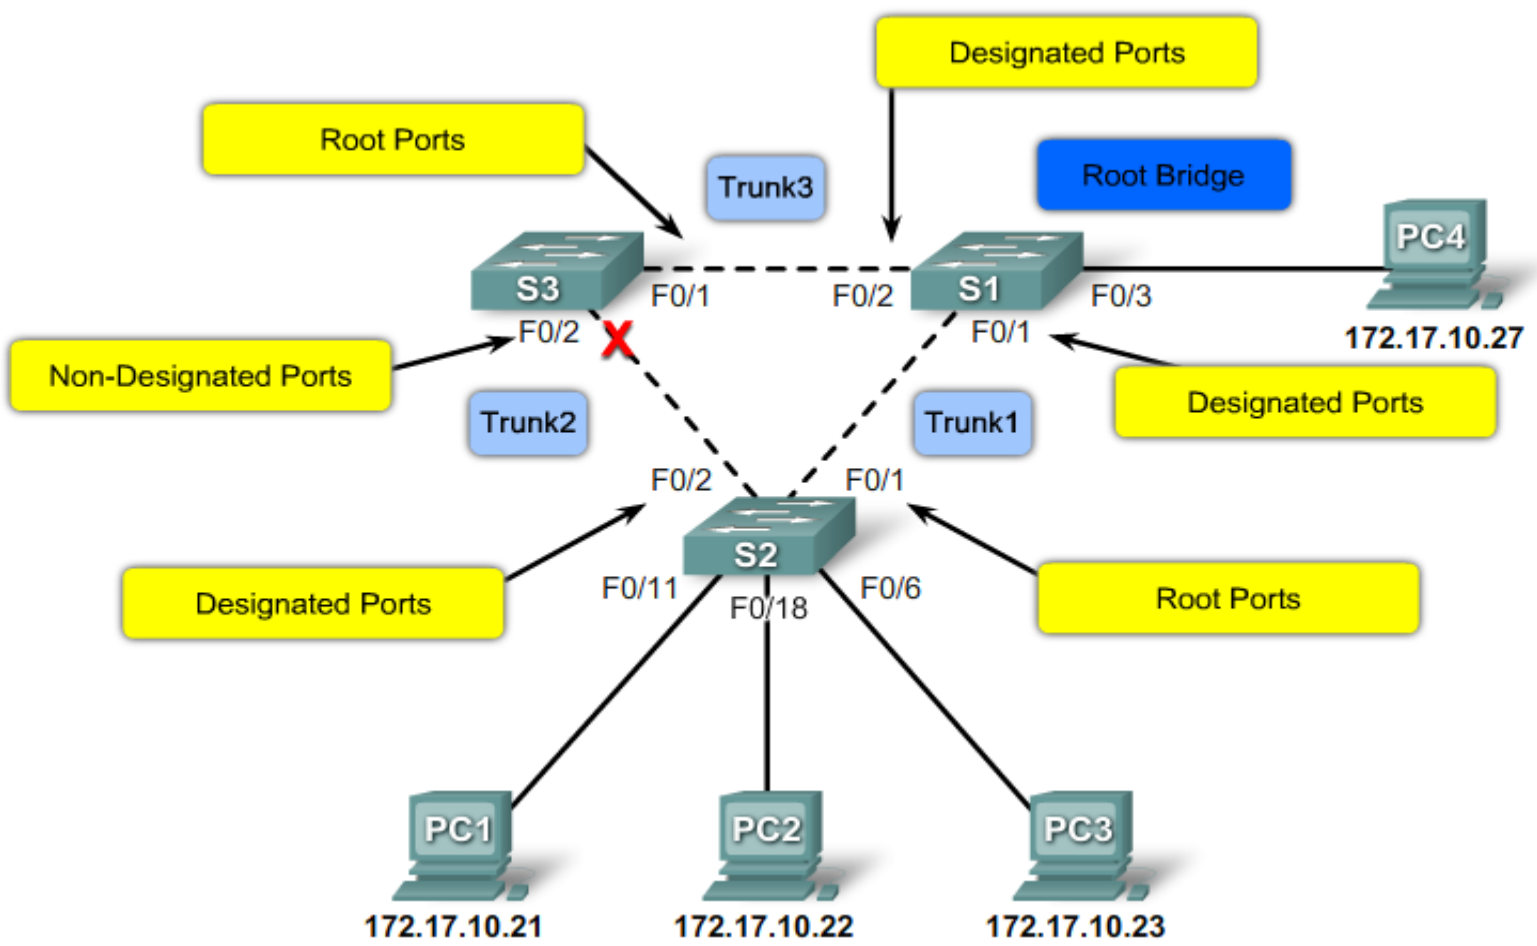 Designated Ports
Root Ports
Trunk3
Root Bridge
PC4
S3
F0/1
F0/2
S1
F0/3
F0/2
F0/1
172.17.10.27
Non-Designated Ports
Designated Ports
Trunk2
Trunk1
F0/2
F0/1
S2
F0/11
F0/18
F0/6
Designated Ports
Root Ports
PC1
PC2
PC3
172.17.10.21
172.17.10.22
172.17.10.23